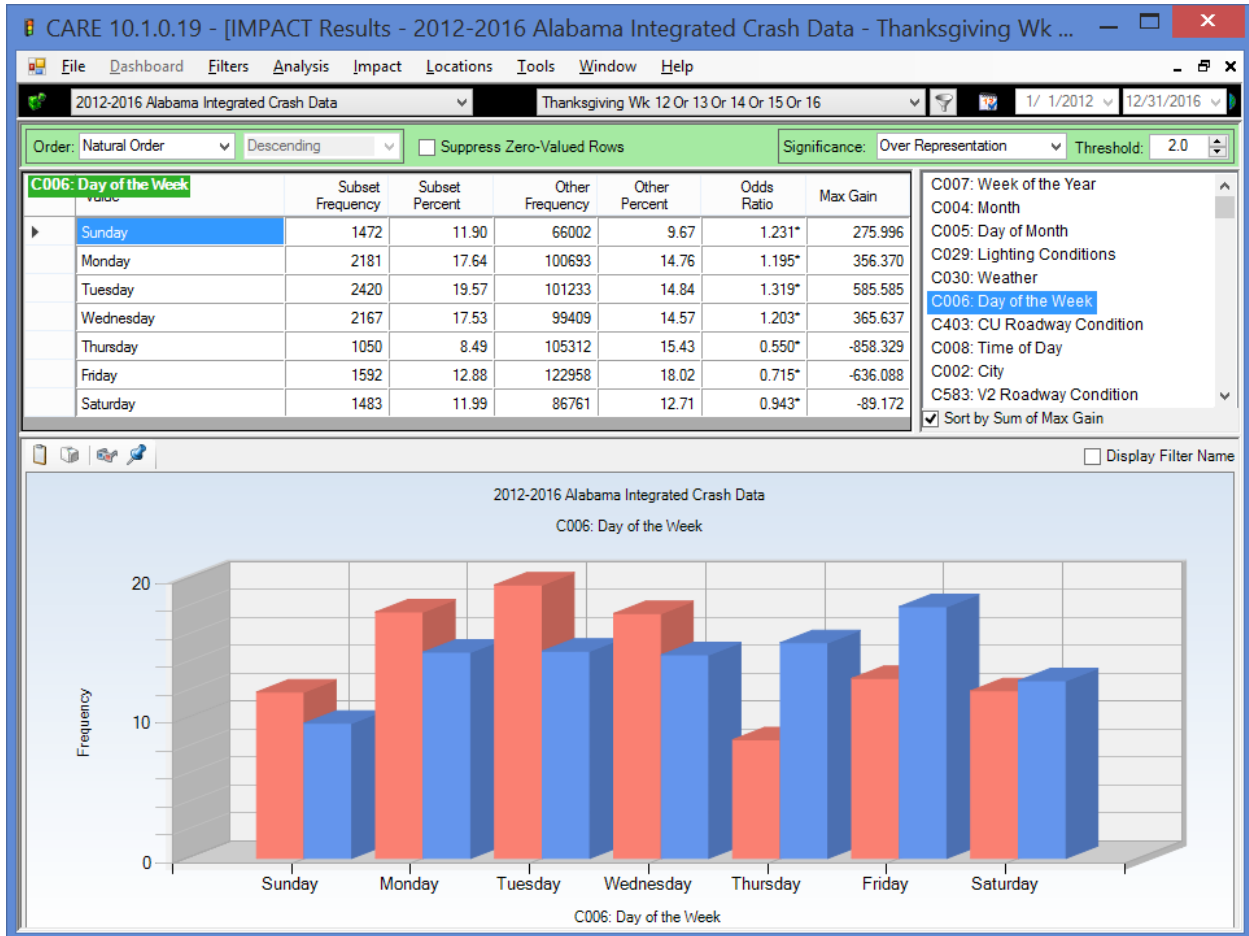 CARE 10.1.0.19 - [IMPACT Results - 2012-2016 Alabama Integrated Crash Data - Thanksgiving Wk ...
File Dashboard Filters Analysis Impact Locations Tools Window Help
2012-2016 Alabama Integrated Crash Data Thanksgiving Wk 12 Or 13 Or 14 Or 15 Or 16 1/ 1/2012 12/31/2016
Order: Natural Order Descending Suppress Zero-Valued Rows Significance: Over Representation Threshold: 2.0
C006: Day of the Week Subset Frequency Subset Percent Other Frequency Other Percent Odds Ratio Max Gain
Sunday 1472 11.90 66002 9.67 1.231* 275.996
Monday 2181 17.64 100693 14.76 1.195* 356.370
Tuesday 2420 19.57 101233 14.84 1.319* 585.585
Wednesday 2167 17.53 99409 14.57 1.203* 365.637
Thursday 1050 8.49 105312 15.43 0.550* -858.329
Friday 1592 12.88 122958 18.02 0.715* -636.088
Saturday 1483 11.99 86761 12.71 0.943* -89.172
C007: Week of the Year
C004: Month
C005: Day of Month
C029: Lighting Conditions
C030: Weather
C006: Day of the Week
C403: CU Roadway Condition
C008: Time of Day
C002: City
C583: V2 Roadway Condition
Sort by Sum of Max Gain
Display Filter Name
2012-2016 Alabama Integrated Crash Data
C006: Day of the Week
Frequency
20
10
0
Sunday Monday Tuesday Wednesday Thursday Friday Saturday
C006: Day of the Week